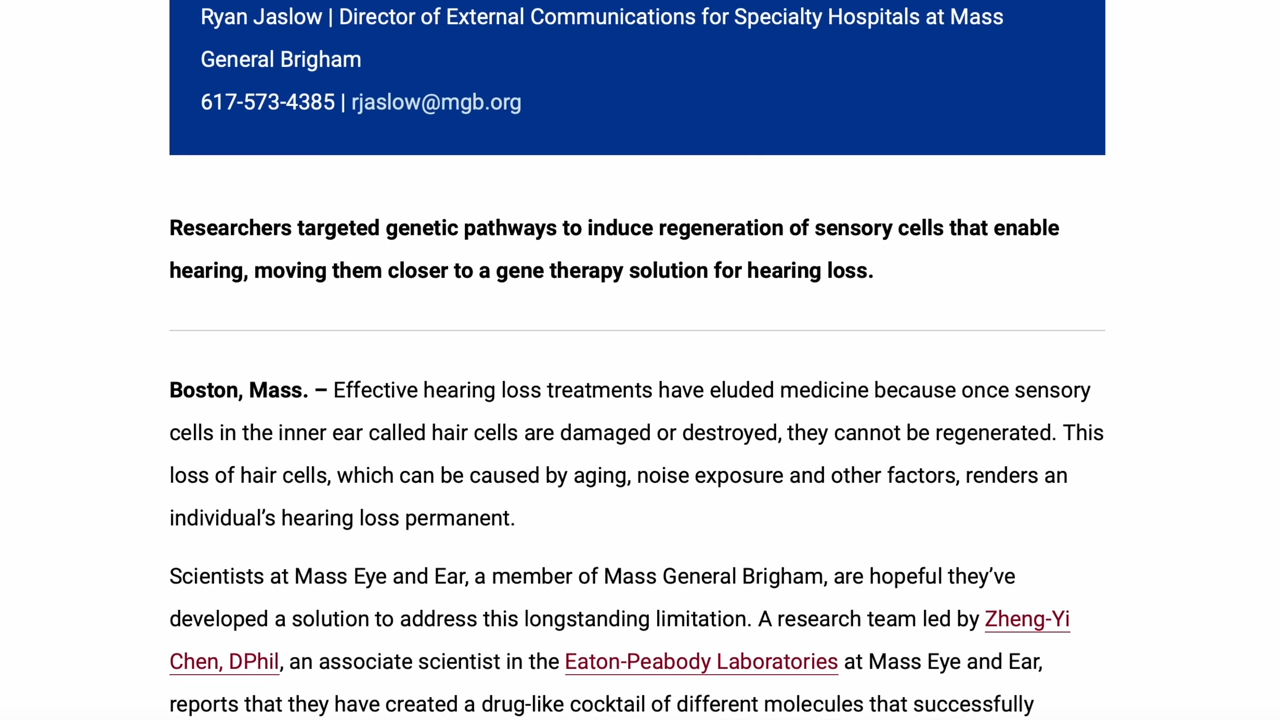 Ryan Jaslow | Director of External Communications for Specialty Hospitals at Mass
General Brigham
617-573-4385 | rjaslow@mgb.org
Researchers targeted genetic pathways to induce regeneration of sensory cells that enable
hearing, moving them closer to a gene therapy solution for hearing loss.
Boston, Mass. – Effective hearing loss treatments have eluded medicine because once sensory
cells in the inner ear called hair cells are damaged or destroyed, they cannot be regenerated. This
loss of hair cells, which can be caused by aging, noise exposure and other factors, renders an
individual’s hearing loss permanent.
Scientists at Mass Eye and Ear, a member of Mass General Brigham, are hopeful they’ve
developed a solution to address this longstanding limitation. A research team led by Zheng-Yi
Chen, DPhil, an associate scientist in the Eaton-Peabody Laboratories at Mass Eye and Ear,
reports that they have created a drug-like cocktail of different molecules that successfully